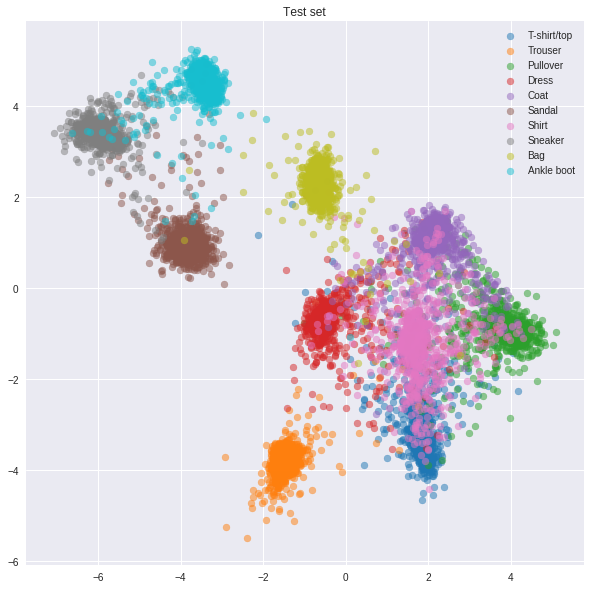 Test set
T-shirt/top
Trouser
Pullover
Dress
Coat
Sandal
Shirt
Sneaker
Bag
Ankle boot
4
2
0
−2
−4
−6
−6
−4
−2
0
2
4